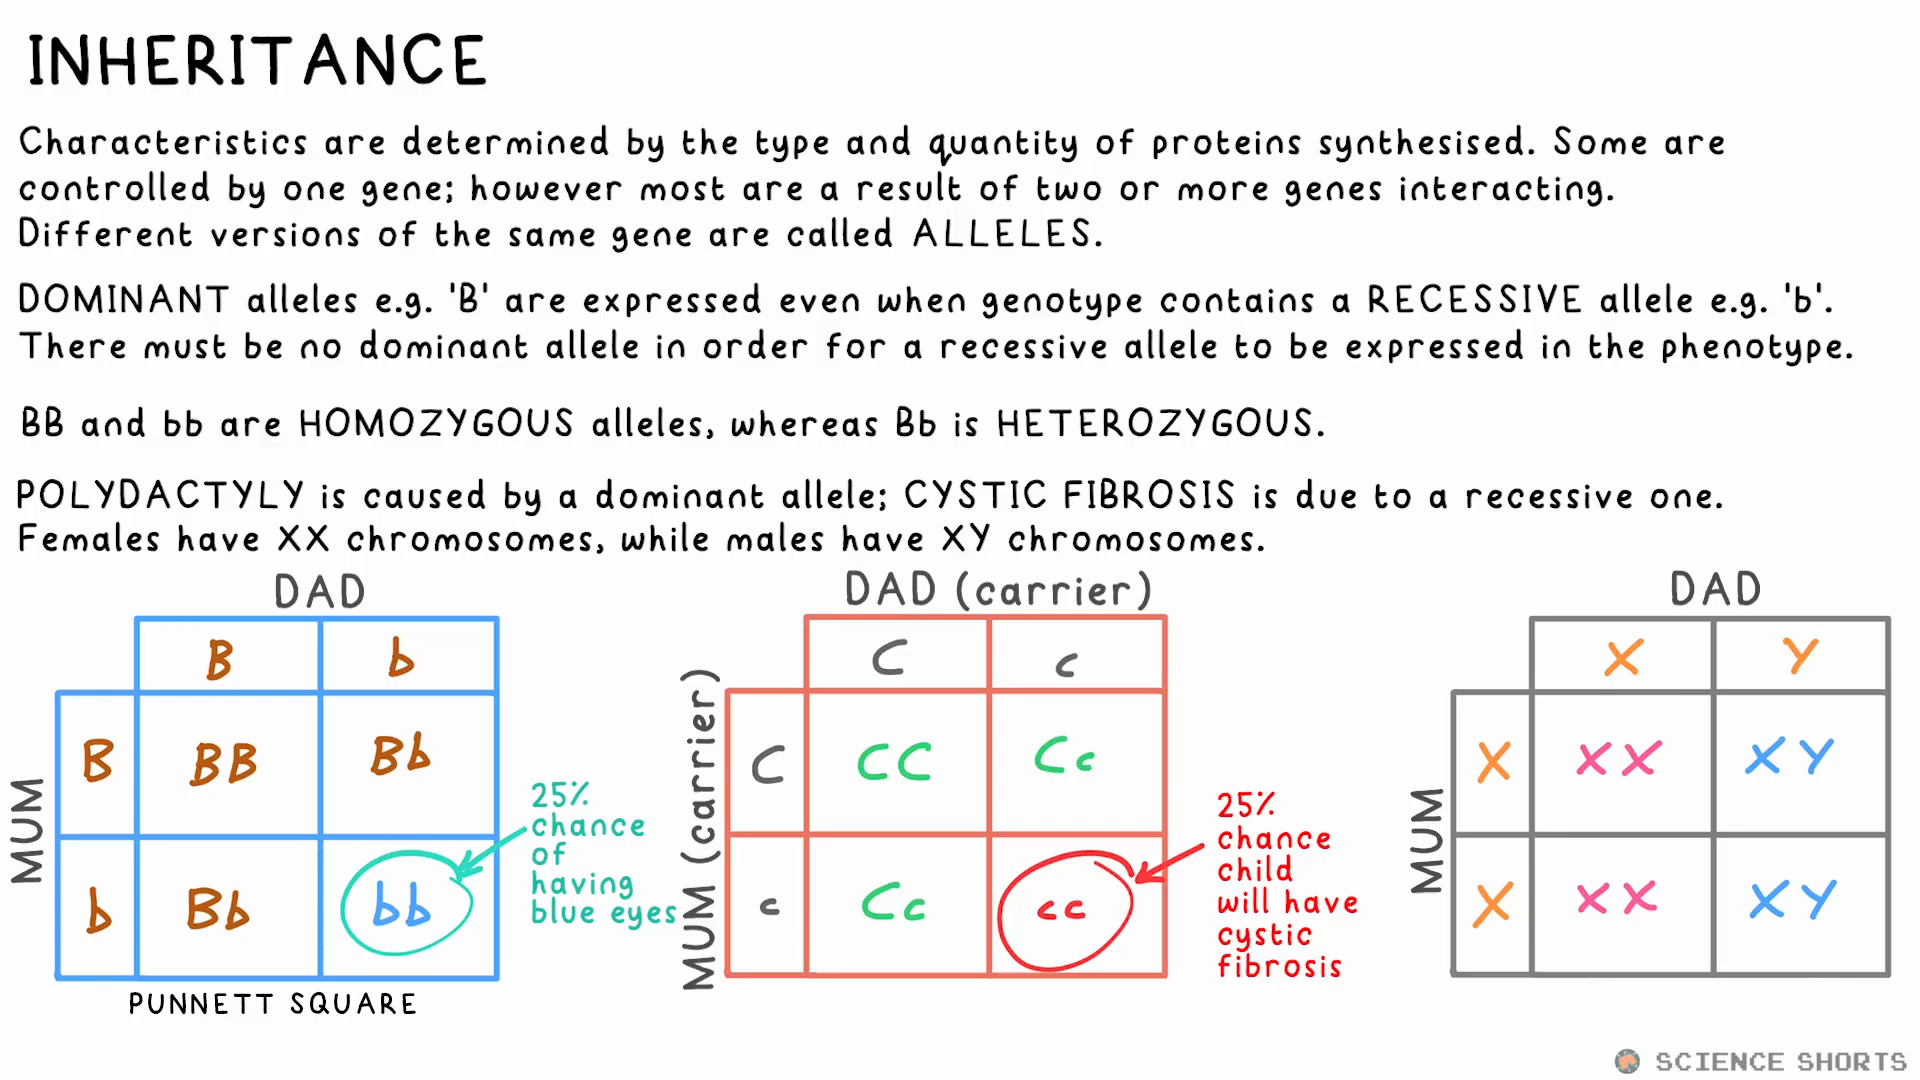 INHERITANCE
Characteristics are determined by the type and quantity of proteins synthesised. Some are
controlled by one gene; however most are a result of two or more genes interacting.
Different versions of the same gene are called ALLELES.
DOMINANT alleles e.g. 'B' are expressed even when genotype contains a RECESSIVE allele e.g. 'b'.
There must be no dominant allele in order for a recessive allele to be expressed in the phenotype.
BB and bb are HOMOZYGOUS alleles, whereas Bb is HETEROZYGOUS.
POLYDACTYLY is caused by a dominant allele; CYSTIC FIBROSIS is due to a recessive one.
Females have XX chromosomes, while males have XY chromosomes.
DAD
B b
MUM
B BB Bb
b Bb bb
25%
chance
of
having
blue eyes
PUNNETT SQUARE
DAD (carrier)
C c
MUM (carrier)
C CC Cc
c Cc cc
25%
chance
child
will have
cystic
fibrosis
DAD
X Y
MUM
X XX XY
X XX XY
SCIENCE SHORTS